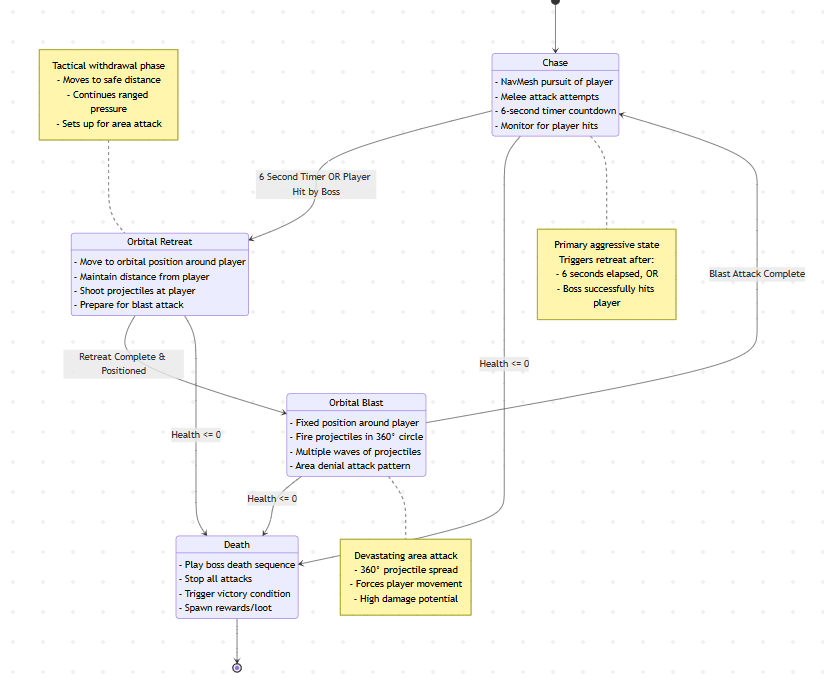 Chase
- NavMesh pursuit of player
- Melee attack attempts
- 6-second timer countdown
- Monitor for player hits
Tactical withdrawal phase
- Moves to safe distance
- Continues ranged
pressure
- Sets up for area attack
6 Second Timer OR Player
Hit by Boss
Orbital Retreat
- Move to orbital position around player
- Maintain distance from player
- Shoot projectiles at player
- Prepare for blast attack
Primary aggressive state
Triggers retreat after:
- 6 seconds elapsed, OR
- Boss successfully hits
player
Blast Attack Complete
Retreat Complete &
Positioned
Health <= 0
Orbital Blast
- Fixed position around player
- Fire projectiles in 360° circle
- Multiple waves of projectiles
- Area denial attack pattern
Health <= 0
Health <= 0
Death
- Play boss death sequence
- Stop all attacks
- Trigger victory condition
- Spawn rewards/loot
Devastating area attack
- 360° projectile spread
- Forces player movement
- High damage potential